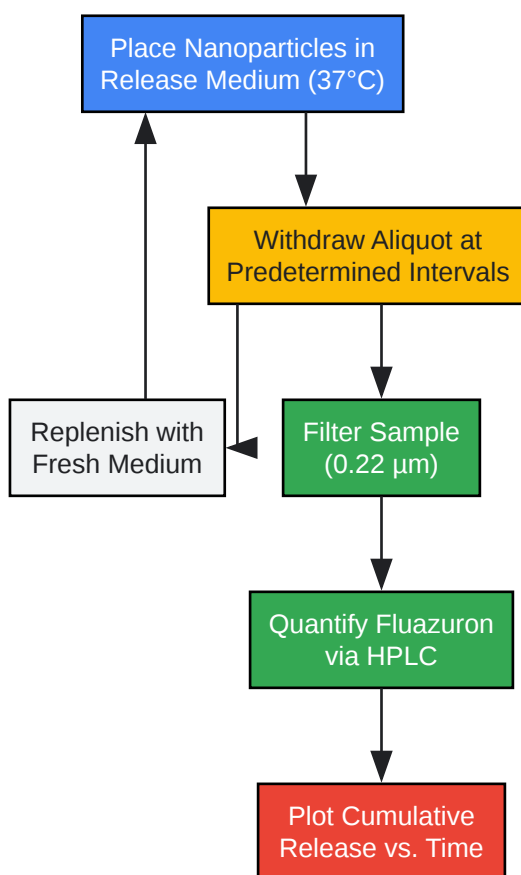 Place Nanoparticles in
Release Medium (37°C)
Withdraw Aliquot at
Predetermined Intervals
Replenish with
Fresh Medium
Filter Sample
(0.22 µm)
Quantify Fluazuron
via HPLC
Plot Cumulative
Release vs. Time